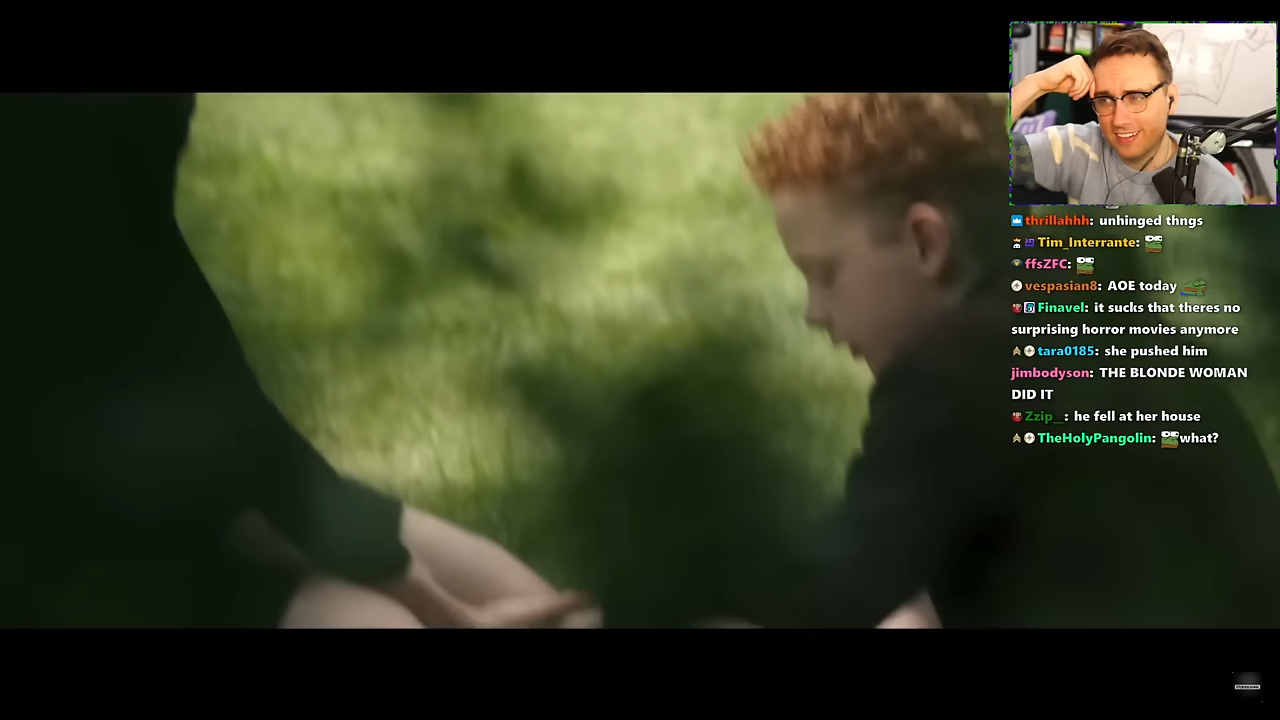 thrillahhh: unhinged thngs
Tim_Interrante:
ffsZFC:
vespasian8: AOE today
Finavel: it sucks that theres no
surprising horror movies anymore
tara0185: she pushed him
jimbodyson: THE BLONDE WOMAN
DID IT
Zzip__: he fell at her house
TheHolyPangolin: what?